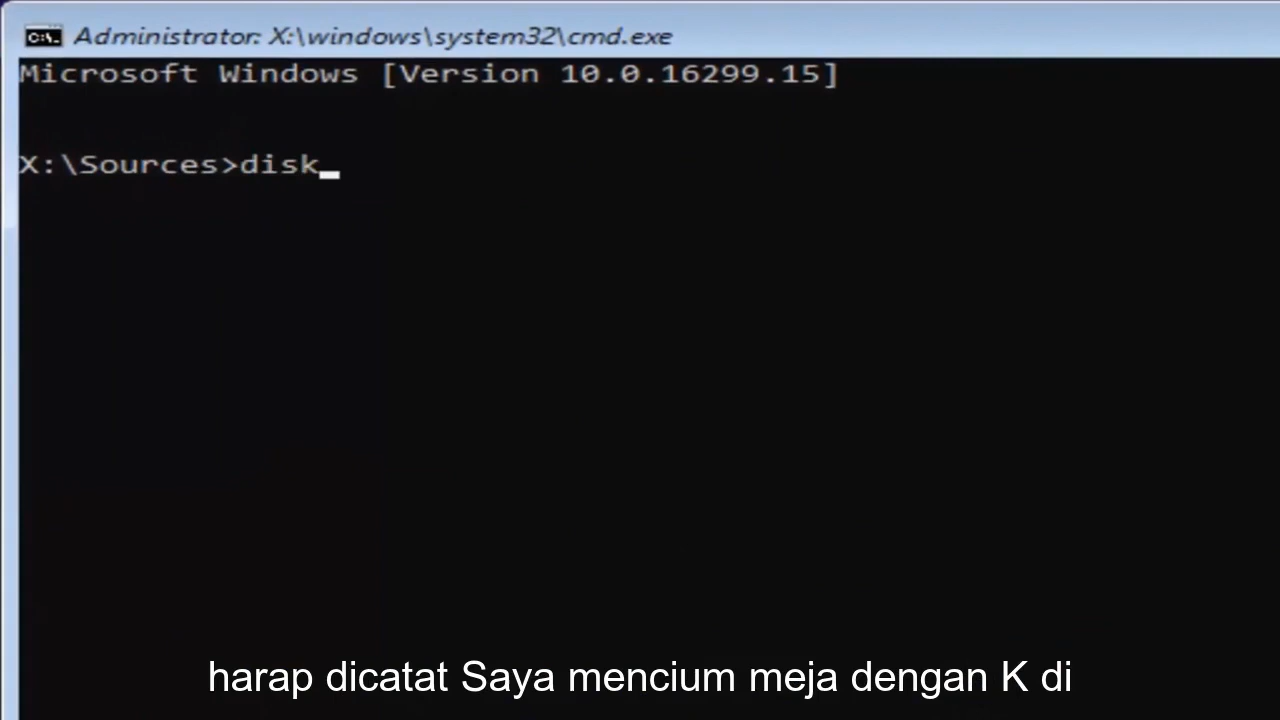 Administrator: X:\windows\system32\cmd.exe
Microsoft Windows [Version 10.0.16299.15]
X:\Sources>disk_
harap dicatat Saya mencium meja dengan K di